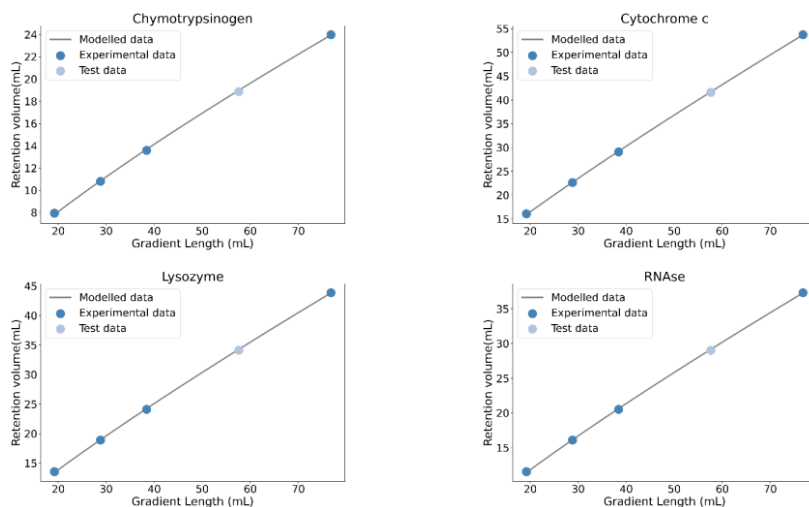 Chymotrypsinogen
Retention volume(mL)
24
22
20
18
16
14
12
10
8
Modelled data
Experimental data
Test data
20 30 40 50 60 70
Gradient Length (mL)
Cytochrome c
Retention volume(mL)
55
50
45
40
35
30
25
20
15
Modelled data
Experimental data
Test data
20 30 40 50 60 70
Gradient Length (mL)
Lysozyme
Retention volume(mL)
45
40
35
30
25
20
15
Modelled data
Experimental data
Test data
20 30 40 50 60 70
Gradient Length (mL)
RNAse
Retention volume(mL)
35
30
25
20
15
Modelled data
Experimental data
Test data
20 30 40 50 60 70
Gradient Length (mL)